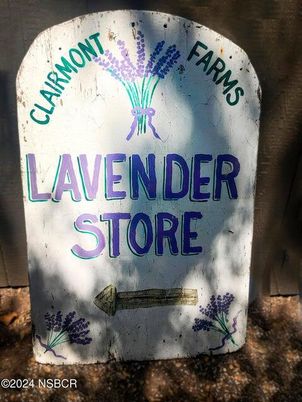 CLAIRMONT FARMS
LAVENDER
STORE
©2024 NSBCR